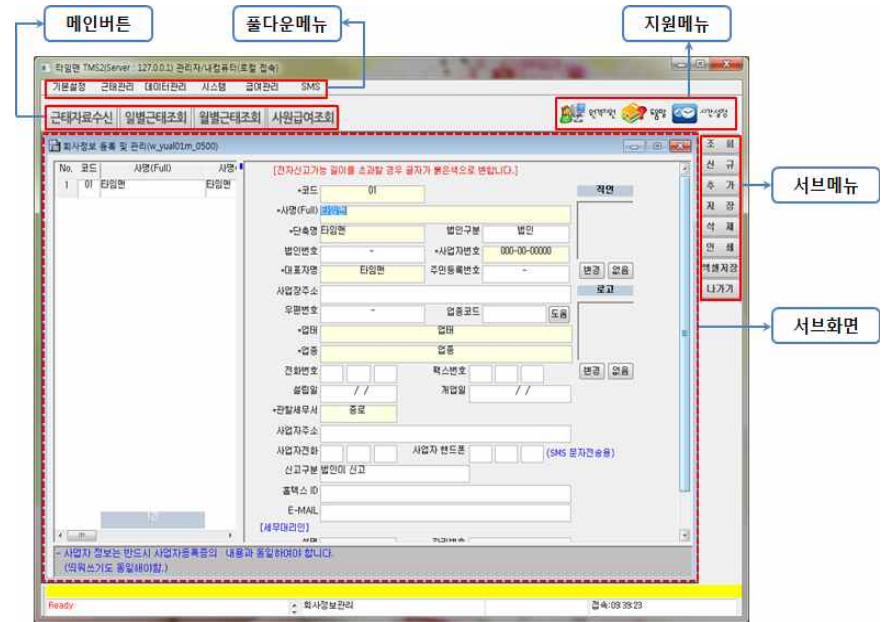 메인버튼
풀다운메뉴
지원메뉴
타임맨 TMS2(Server : 127.0.0.1) 관리자/내컴퓨터(로컬 접속)
기본설정 근태관리 데이터관리 시스템 급여관리 SMS
근태자료수신 일별근태조회 월별근태조회 사원급여조회
원격지원 도움말 시간설정
회사정보 등록 및 관리(w_yual01m_0500)
조 회
신 규
추 가
저 장
삭 제
인 쇄
엑셀저장
나가기
서브메뉴
서브화면
No. 코드 사명(Full) 사명
1 01 타임맨 타임맨
[전자신고가능 길이를 초과할 경우 글자가 붉은색으로 변합니다.]
*코드 01 직인
*사명(Full) 타임맨
*단축명 타임맨 법인구분 법인
법인번호 - *사업자번호 000-00-00000
*대표자명 타임맨 주민등록번호 - 변경 없음
사업장주소 로고
우편번호 - 업종코드 도움
*업태 업태
*업종 업종
전화번호 팩스번호 변경 없음
설립일 / / 개업일 / /
*관할세무서 종로
사업자주소
사업자전화 사업자 핸드폰 (SMS 문자전송용)
신고구분 법인이 신고
홈택스 ID
E-MAIL
[세무대리인]
성명 관리번호
- 사업자 정보는 반드시 사업자등록증의 내용과 동일하여야 합니다.
(띄워쓰기도 동일해야함.)
Ready 회사정보관리 접속:09:39:23